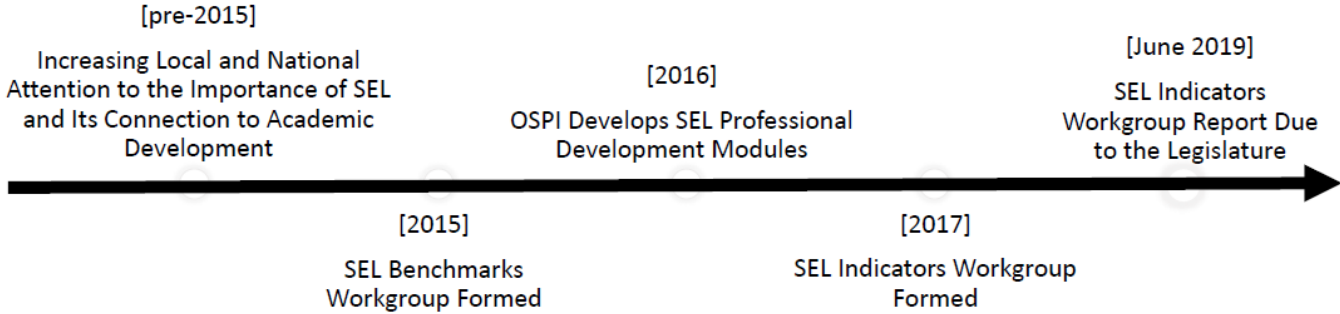 [pre-2015]
Increasing Local and National
Attention to the Importance of SEL
and Its Connection to Academic
Development
[2015]
SEL Benchmarks
Workgroup Formed
[2016]
OSPI Develops SEL Professional
Development Modules
[2017]
SEL Indicators Workgroup
Formed
[June 2019]
SEL Indicators
Workgroup Report Due
to the Legislature